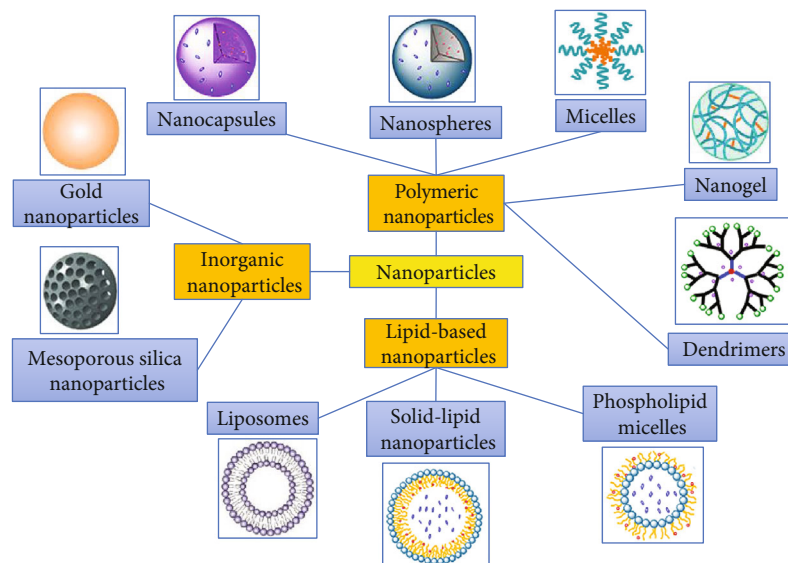 Nanocapsules
Nanospheres
Micelles
Gold
nanoparticles
Polymeric
nanoparticles
Nanogel
Inorganic
nanoparticles
Nanoparticles
Mesoporous silica
nanoparticles
Lipid-based
nanoparticles
Dendrimers
Liposomes
Solid-lipid
nanoparticles
Phospholipid
micelles